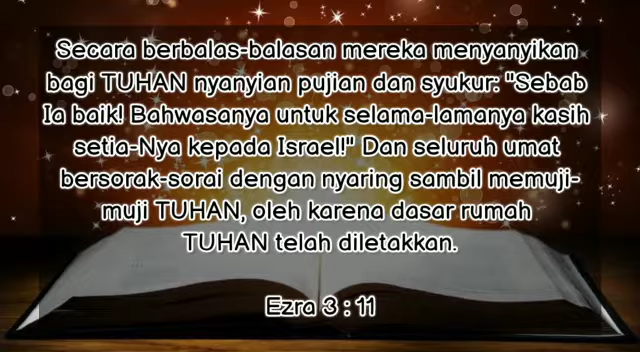 Secara berbalas-balasan mereka menyanyikan
bagi TUHAN nyanyian pujian dan syukur: "Sebab
Ia baik! Bahwasanya untuk selama-lamanya kasih
setia-Nya kepada Israel!" Dan seluruh umat
bersorak-sorai dengan nyaring sambil memuji-
muji TUHAN, oleh karena dasar rumah
TUHAN telah diletakkan.
Ezra 3 : 11